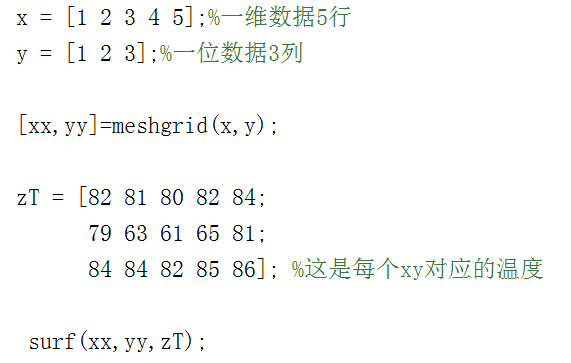 x = [1 2 3 4 5];%一维数据5行
y = [1 2 3];%一位数据3列
[xx,yy]=meshgrid(x,y);
zT = [82 81 80 82 84;
79 63 61 65 81;
84 84 82 85 86]; %这是每个xy对应的温度
surf(xx,yy,zT);